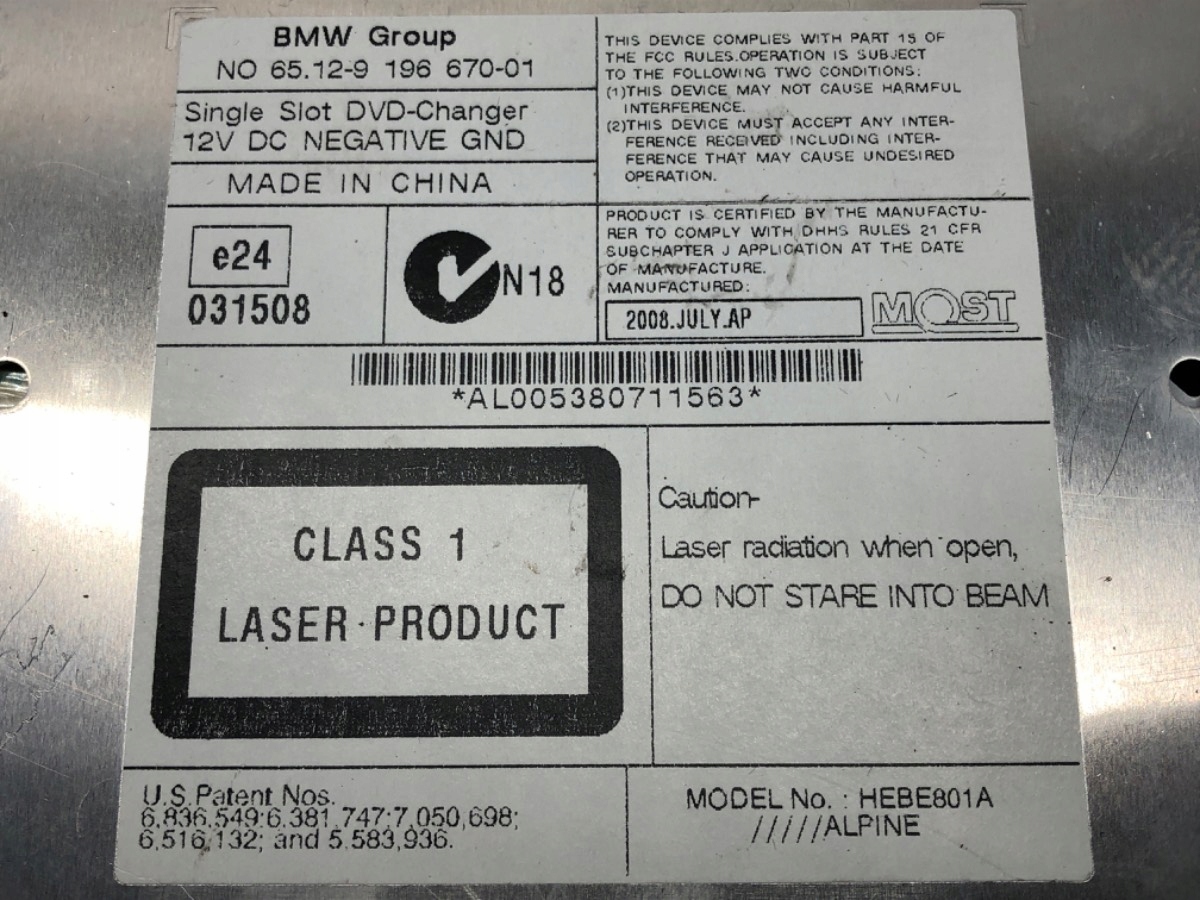 BMW Group
NO 65.12-9 196 670-01
Single Slot DVD-Changer
12V DC NEGATIVE GND
MADE IN CHINA
THIS DEVICE COMPLIES WITH PART 15 OF
THE FCC RULES.OPERATION IS SUBJECT
TO THE FOLLOWING TWO CONDITIONS:
(1)THIS DEVICE MAY NOT CAUSE HARMFUL
INTERFERENCE.
(2)THIS DEVICE MUST ACCEPT ANY INTER-
FERENCE RECEIVED INCLUDING INTER-
FERENCE THAT MAY CAUSE UNDESIRED
OPERATION.
e24
031508
N18
PRODUCT IS CERTIFIED BY THE MANUFACTU-
RER TO COMPLY WITH DHHS RULES 21 CFR
SUBCHAPTER J APPLICATION AT THE DATE
OF MANUFACTURE.
MANUFACTURED:
2008.JULY.AP
MOST
*AL005380711563*
CLASS 1
LASER PRODUCT
Caution-
Laser radiation when open,
DO NOT STARE INTO BEAM
U.S.Patent Nos.
6,836,549;6,381,747;7,050,698;
6,516,132; and 5,583,936.
MODEL No. : HEBE801A
/////ALPINE